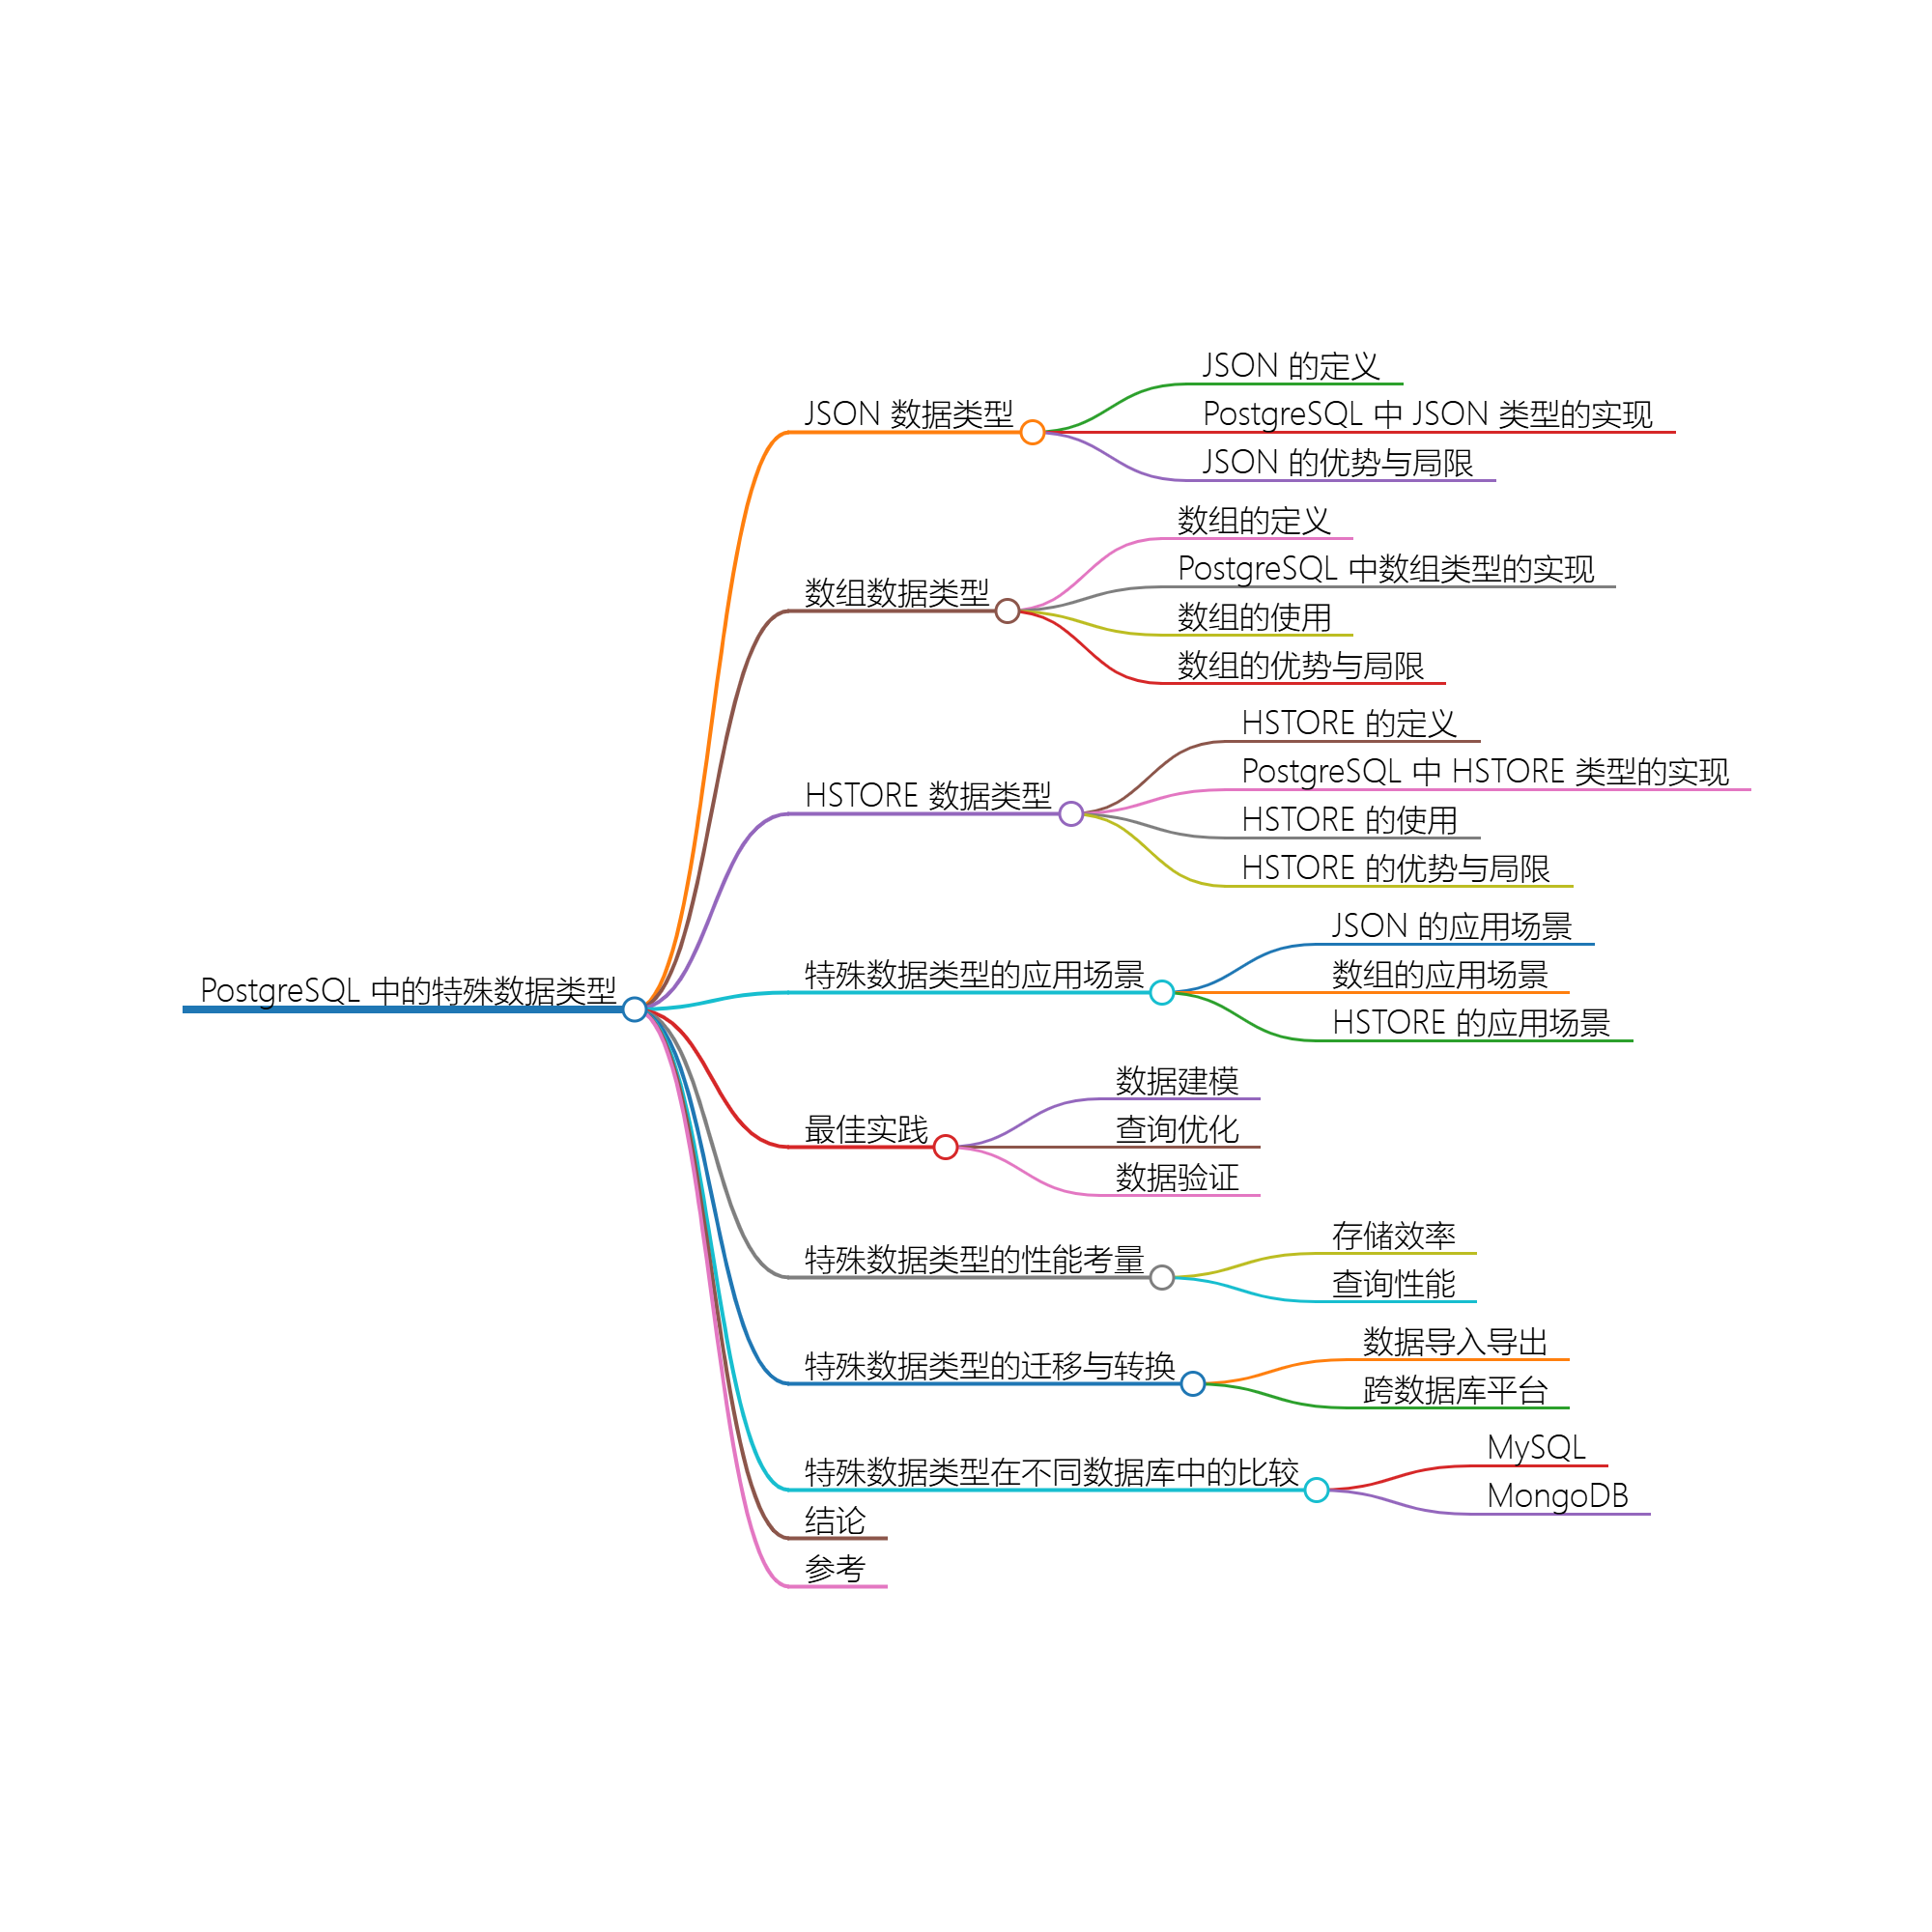 PostgreSQL 中的特殊数据类型
JSON 数据类型
JSON 的定义
PostgreSQL 中 JSON 类型的实现
JSON 的优势与局限
数组数据类型
数组的定义
PostgreSQL 中数组类型的实现
数组的使用
数组的优势与局限
HSTORE 数据类型
HSTORE 的定义
PostgreSQL 中 HSTORE 类型的实现
HSTORE 的使用
HSTORE 的优势与局限
特殊数据类型的应用场景
JSON 的应用场景
数组的应用场景
HSTORE 的应用场景
最佳实践
数据建模
查询优化
数据验证
特殊数据类型的性能考量
存储效率
查询性能
特殊数据类型的迁移与转换
数据导入导出
跨数据库平台
特殊数据类型在不同数据库中的比较
MySQL
MongoDB
结论
参考